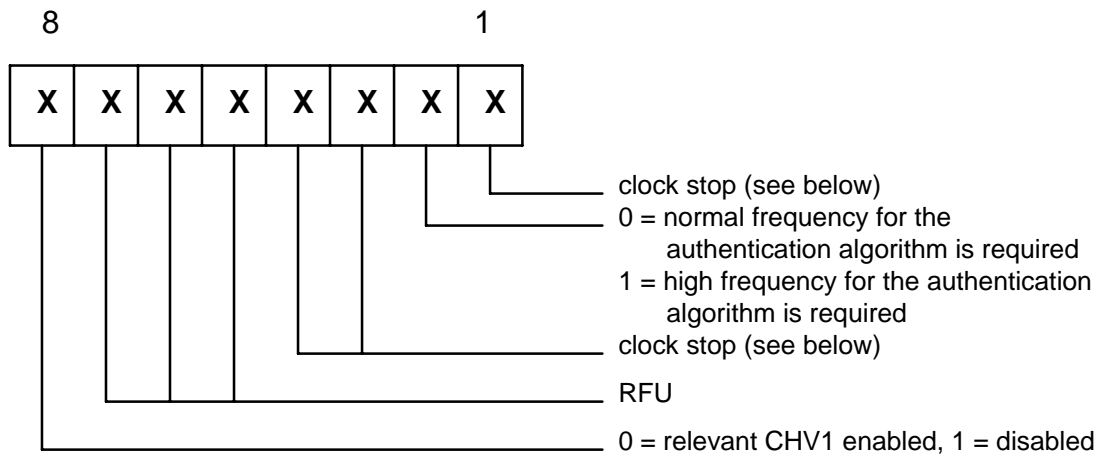 8 1
X X X X X X X X
clock stop (see below)
0 = normal frequency for the
authentication algorithm is required
1 = high frequency for the authentication
algorithm is required
clock stop (see below)
RFU
0 = relevant CHV1 enabled, 1 = disabled